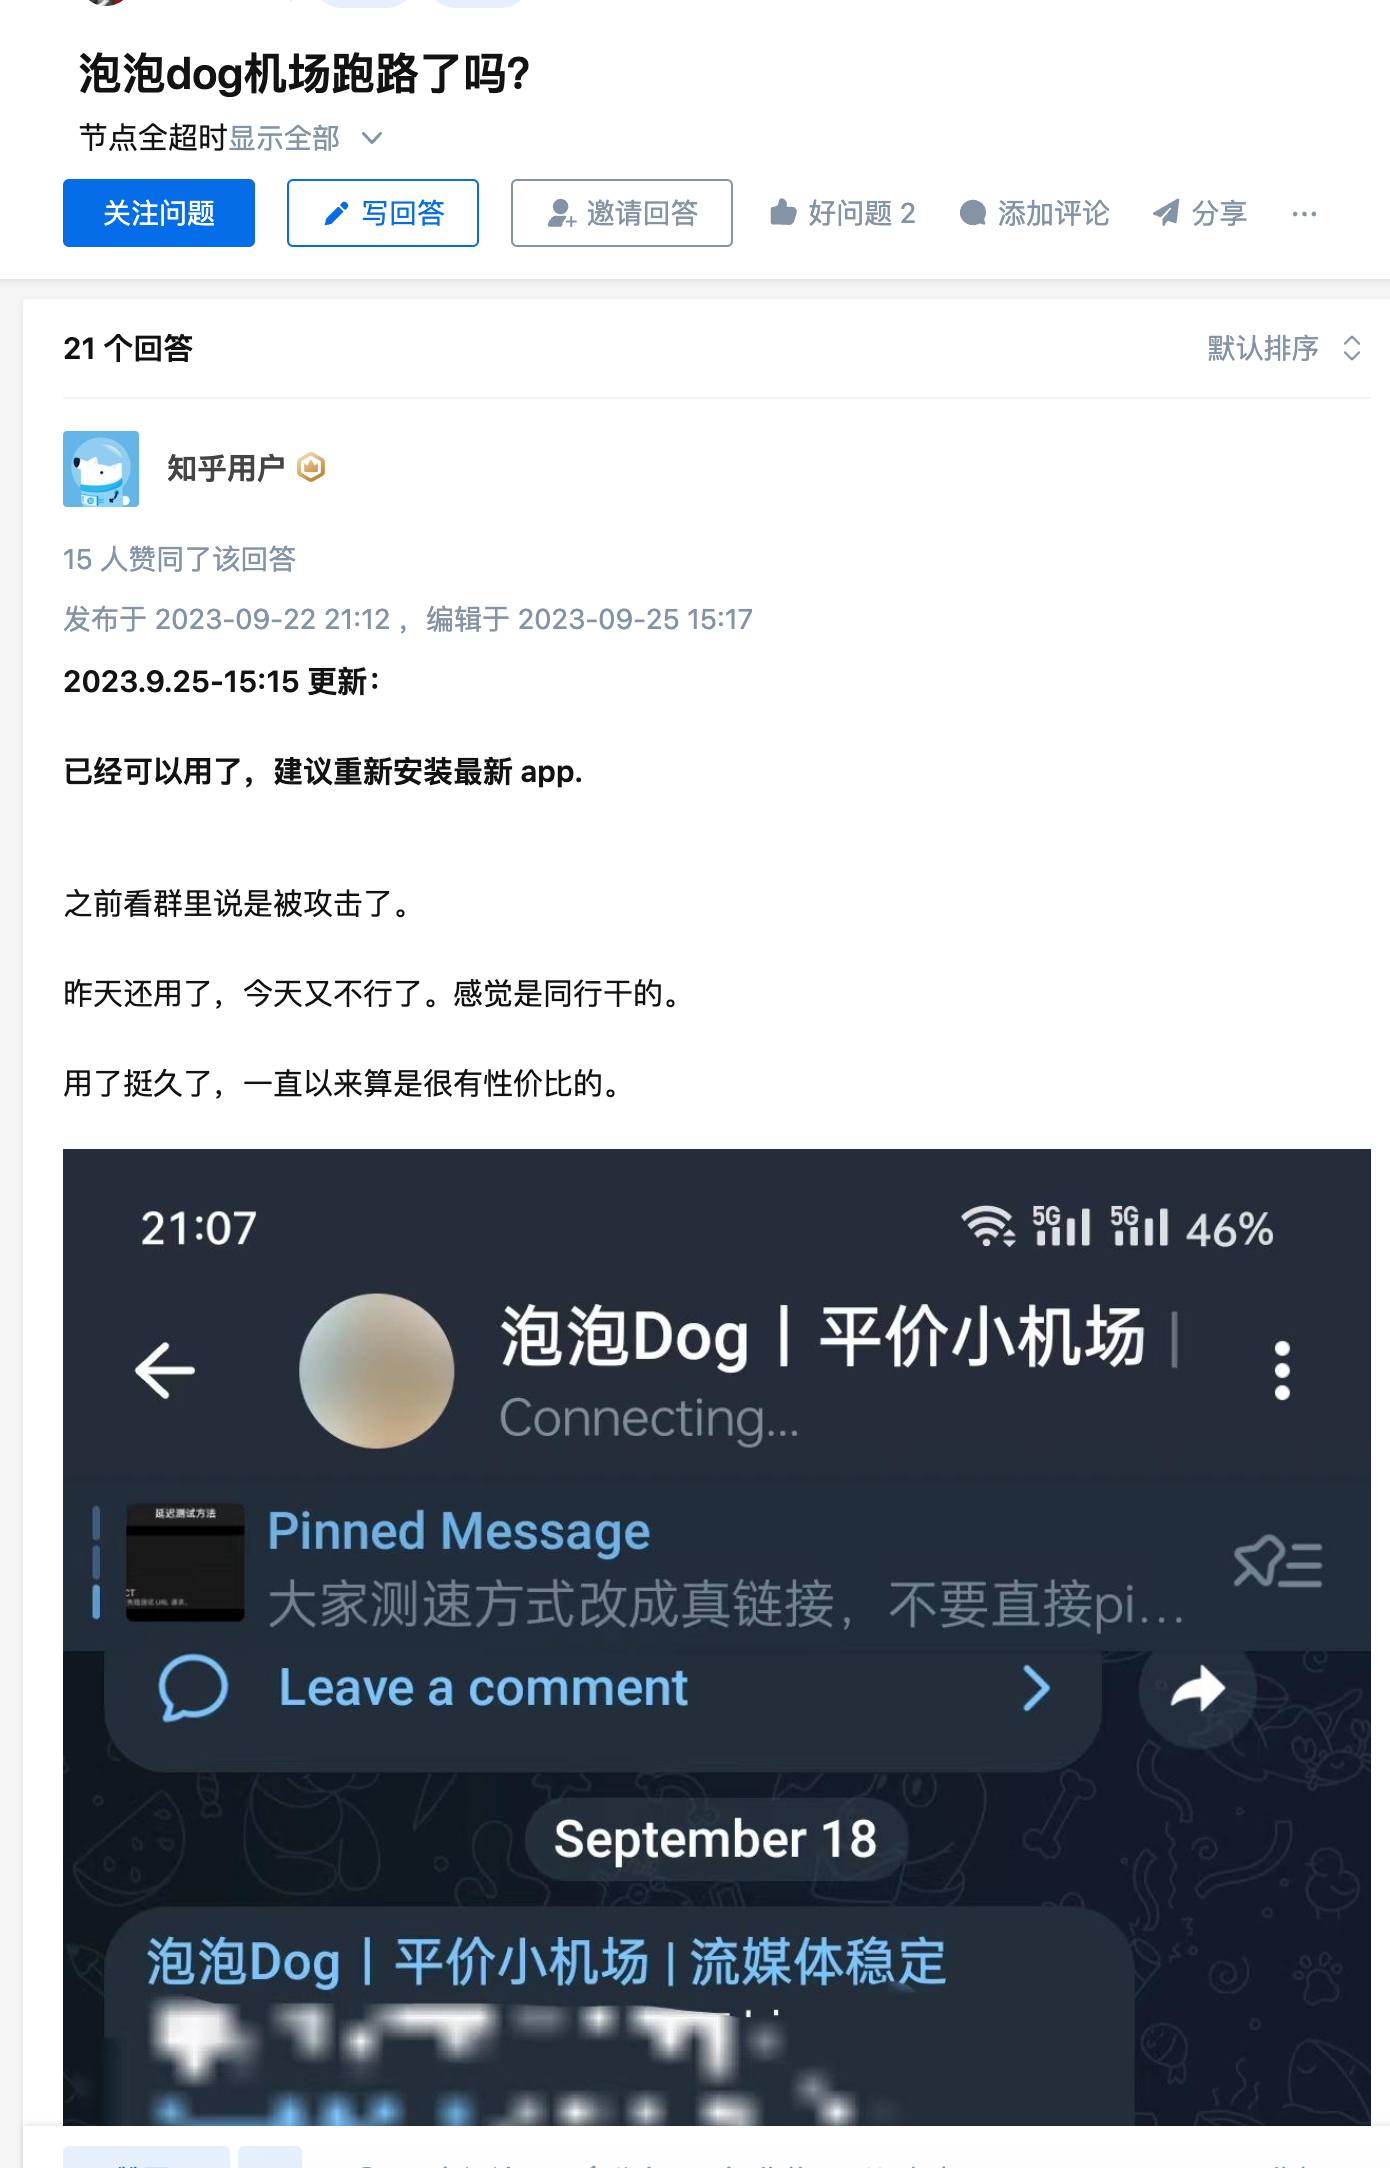 泡泡dog机场跑路了吗?
节点全超时显示全部
关注问题 写回答 邀请回答 好问题 2 添加评论 分享
21 个回答 默认排序
知乎用户
15 人赞同了该回答
发布于 2023-09-22 21:12 ，编辑于 2023-09-25 15:17
2023.9.25-15:15 更新：
已经可以用了，建议重新安装最新 app.
之前看群里说是被攻击了。
昨天还用了，今天又不行了。感觉是同行干的。
用了挺久了，一直以来算是很有性价比的。
21:07 5G 5G 46%
泡泡Dog丨平价小机场 |
Connecting...
延迟测试方法
Pinned Message
大家测速方式改成真链接，不要直接pi...
Leave a comment
September 18
泡泡Dog丨平价小机场 | 流媒体稳定